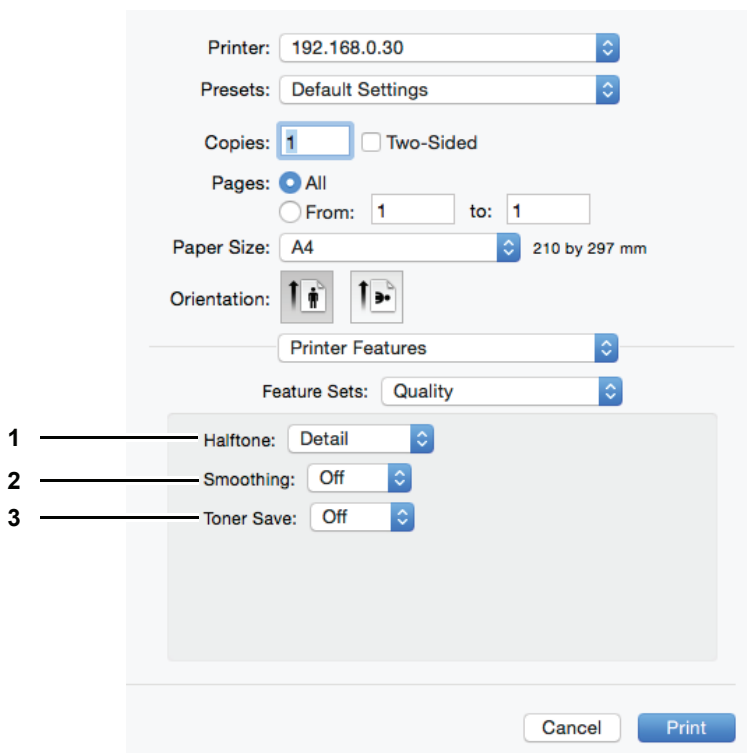 Printer: 192.168.0.30
Presets: Default Settings
Copies: 1 Two-Sided
Pages: All
From: 1 to: 1
Paper Size: A4 210 by 297 mm
Orientation:
Printer Features
Feature Sets: Quality
1 Halftone: Detail
2 Smoothing: Off
3 Toner Save: Off
Cancel Print